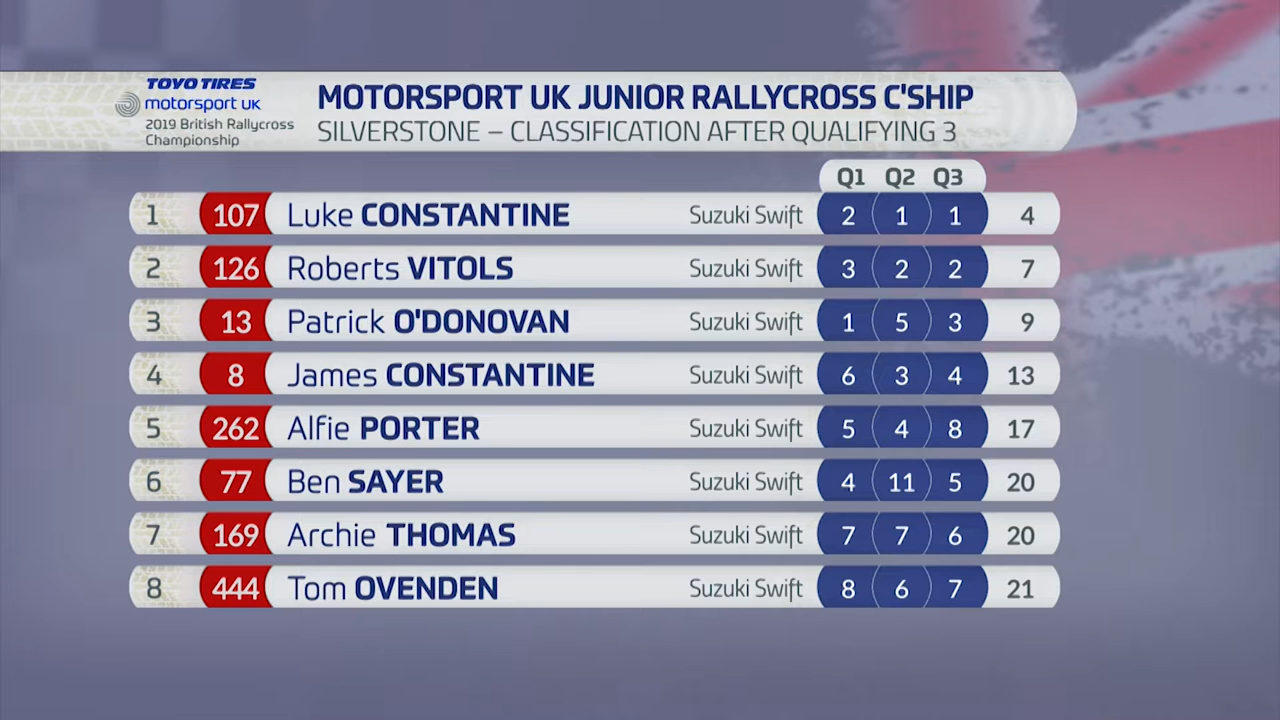 TOYO TIRES
motorsport uk
2019 British Rallycross
Championship
MOTORSPORT UK JUNIOR RALLYCROSS C'SHIP
SILVERSTONE – CLASSIFICATION AFTER QUALIFYING 3
Q1 Q2 Q3
1 107 Luke CONSTANTINE Suzuki Swift 2 1 1 4
2 126 Roberts VITOLS Suzuki Swift 3 2 2 7
3 13 Patrick O'DONOVAN Suzuki Swift 1 5 3 9
4 8 James CONSTANTINE Suzuki Swift 6 3 4 13
5 262 Alfie PORTER Suzuki Swift 5 4 8 17
6 77 Ben SAYER Suzuki Swift 4 11 5 20
7 169 Archie THOMAS Suzuki Swift 7 7 6 20
8 444 Tom OVENDEN Suzuki Swift 8 6 7 21